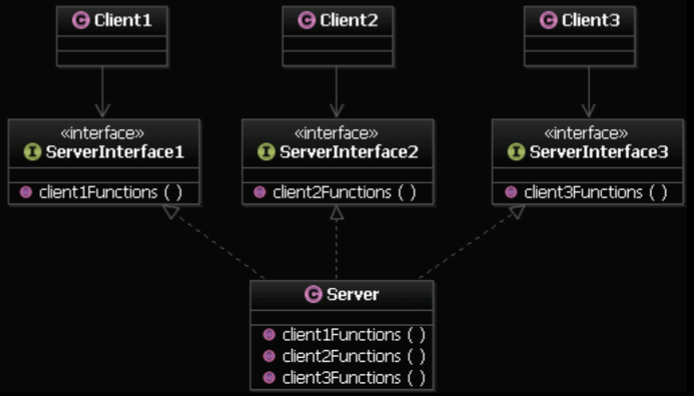 C Client1
C Client2
C Client3
«interface»
I ServerInterface1
client1Functions ( )
«interface»
I ServerInterface2
client2Functions ( )
«interface»
I ServerInterface3
client3Functions ( )
C Server
client1Functions ( )
client2Functions ( )
client3Functions ( )